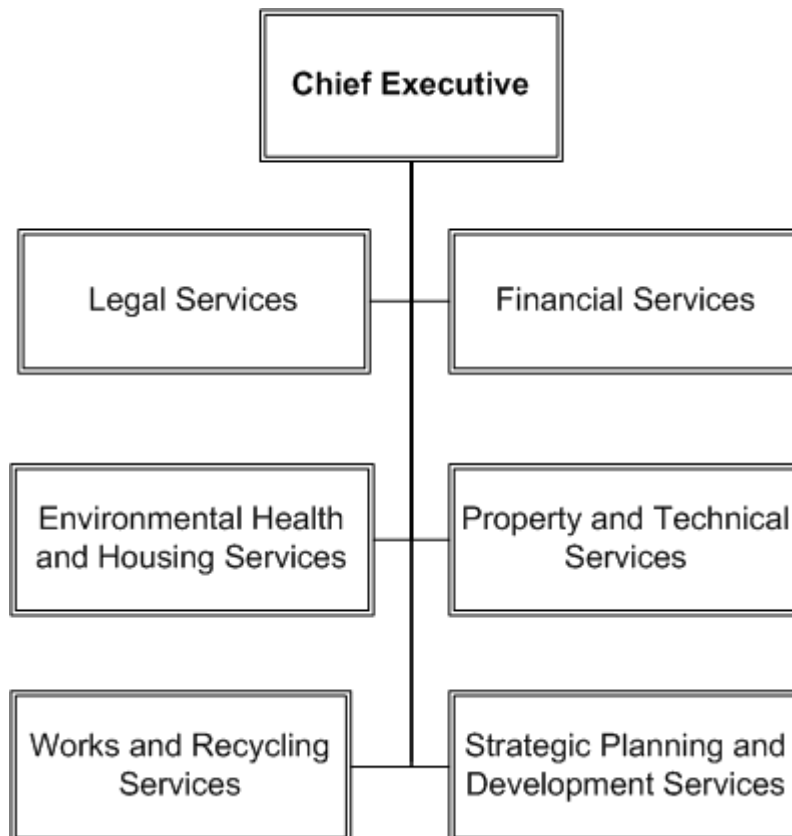 Chief Executive
Legal Services
Financial Services
Environmental Health
and Housing Services
Property and Technical
Services
Works and Recycling
Services
Strategic Planning and
Development Services